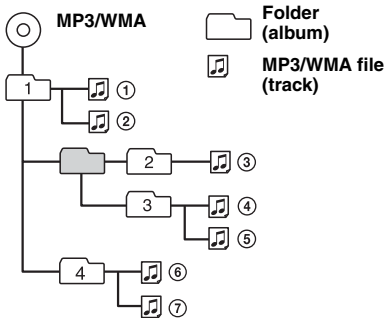 MP3/WMA
Folder
(album)
MP3/WMA file
(track)
1
①
②
2
③
3
④
⑤
4
⑥
⑦